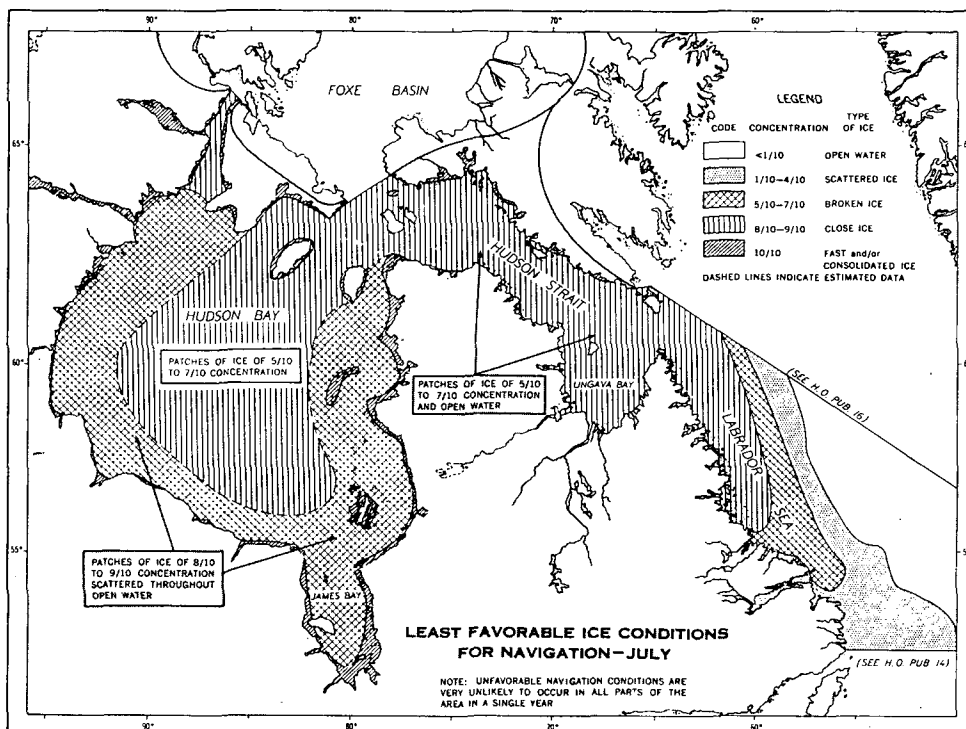 90°
80°
70°
60°
FOXE BASIN
LEGEND
CODE CONCENTRATION TYPE OF ICE
<1/10 OPEN WATER
1/10-4/10 SCATTERED ICE
5/10-7/10 BROKEN ICE
8/10-9/10 CLOSE ICE
10/10 FAST and/or
CONSOLIDATED ICE
DASHED LINES INDICATE ESTIMATED DATA
65°
HUDSON STRAIT
HUDSON BAY
PATCHES OF ICE OF 5/10
TO 7/10 CONCENTRATION
60°
PATCHES OF ICE OF 5/10
TO 7/10 CONCENTRATION
AND OPEN WATER
UNGAVA BAY
(SEE H.O. PUB 16)
LABRADOR
SEA
55°
PATCHES OF ICE OF 8/10
TO 9/10 CONCENTRATION
SCATTERED THROUGHOUT
OPEN WATER
JAMES BAY
LEAST FAVORABLE ICE CONDITIONS
FOR NAVIGATION-JULY
(SEE H.O. PUB 14)
NOTE: UNFAVORABLE NAVIGATION CONDITIONS ARE
VERY UNLIKELY TO OCCUR IN ALL PARTS OF THE
AREA IN A SINGLE YEAR
90°
80°
70°
60°